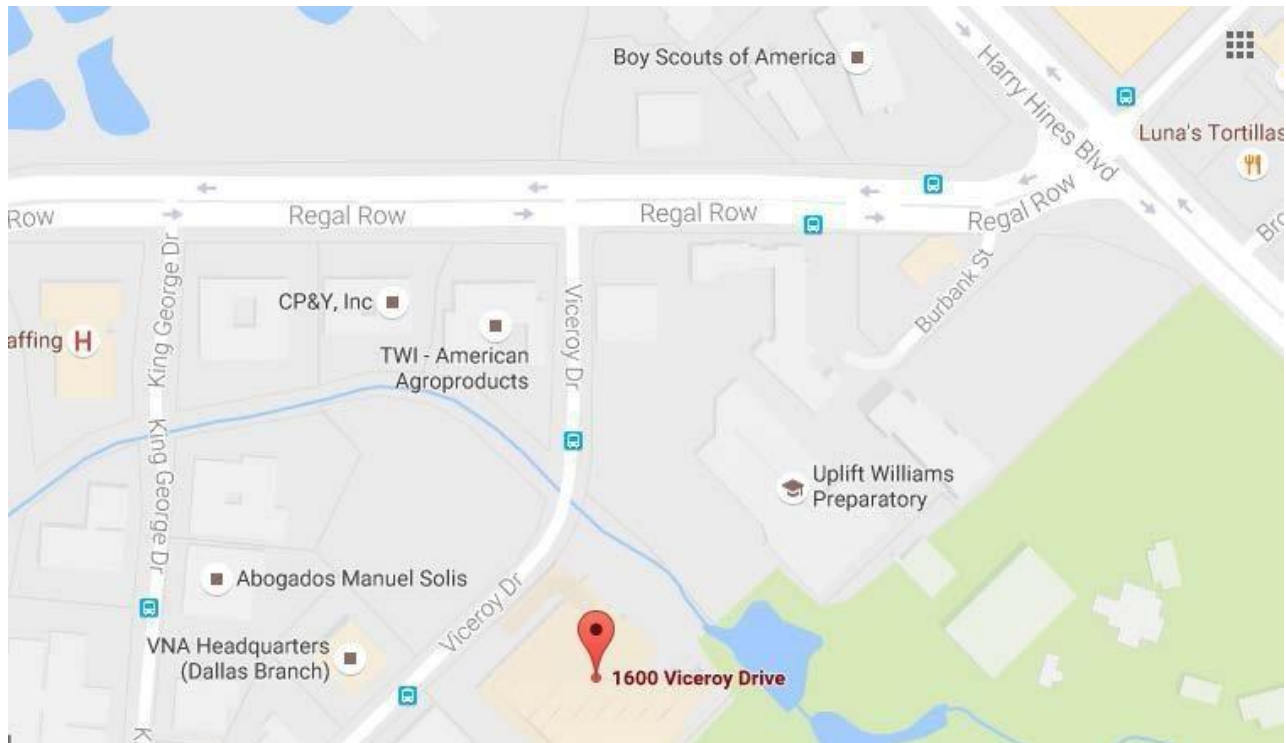 Boy Scouts of America
Harry Hines Blvd
Luna's Tortillas
Row
Regal Row
Regal Row
Regal Row
Bro
King George Dr
CP&Y, Inc
Viceroy Dr
Burbank St
affing
H
TWI - American
Agroproducts
King George Dr
Uplift Williams
Preparatory
Abogados Manuel Solis
Viceroy Dr
VNA Headquarters
(Dallas Branch)
1600 Viceroy Drive
K